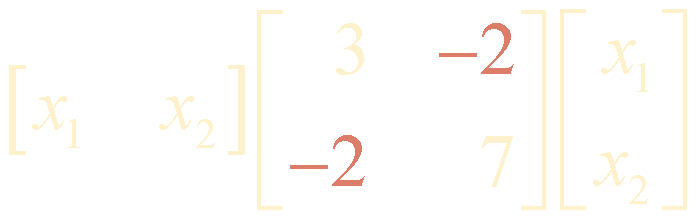 [x₁ x₂] [3 −2] [x₁]
[−2 7] [x₂]